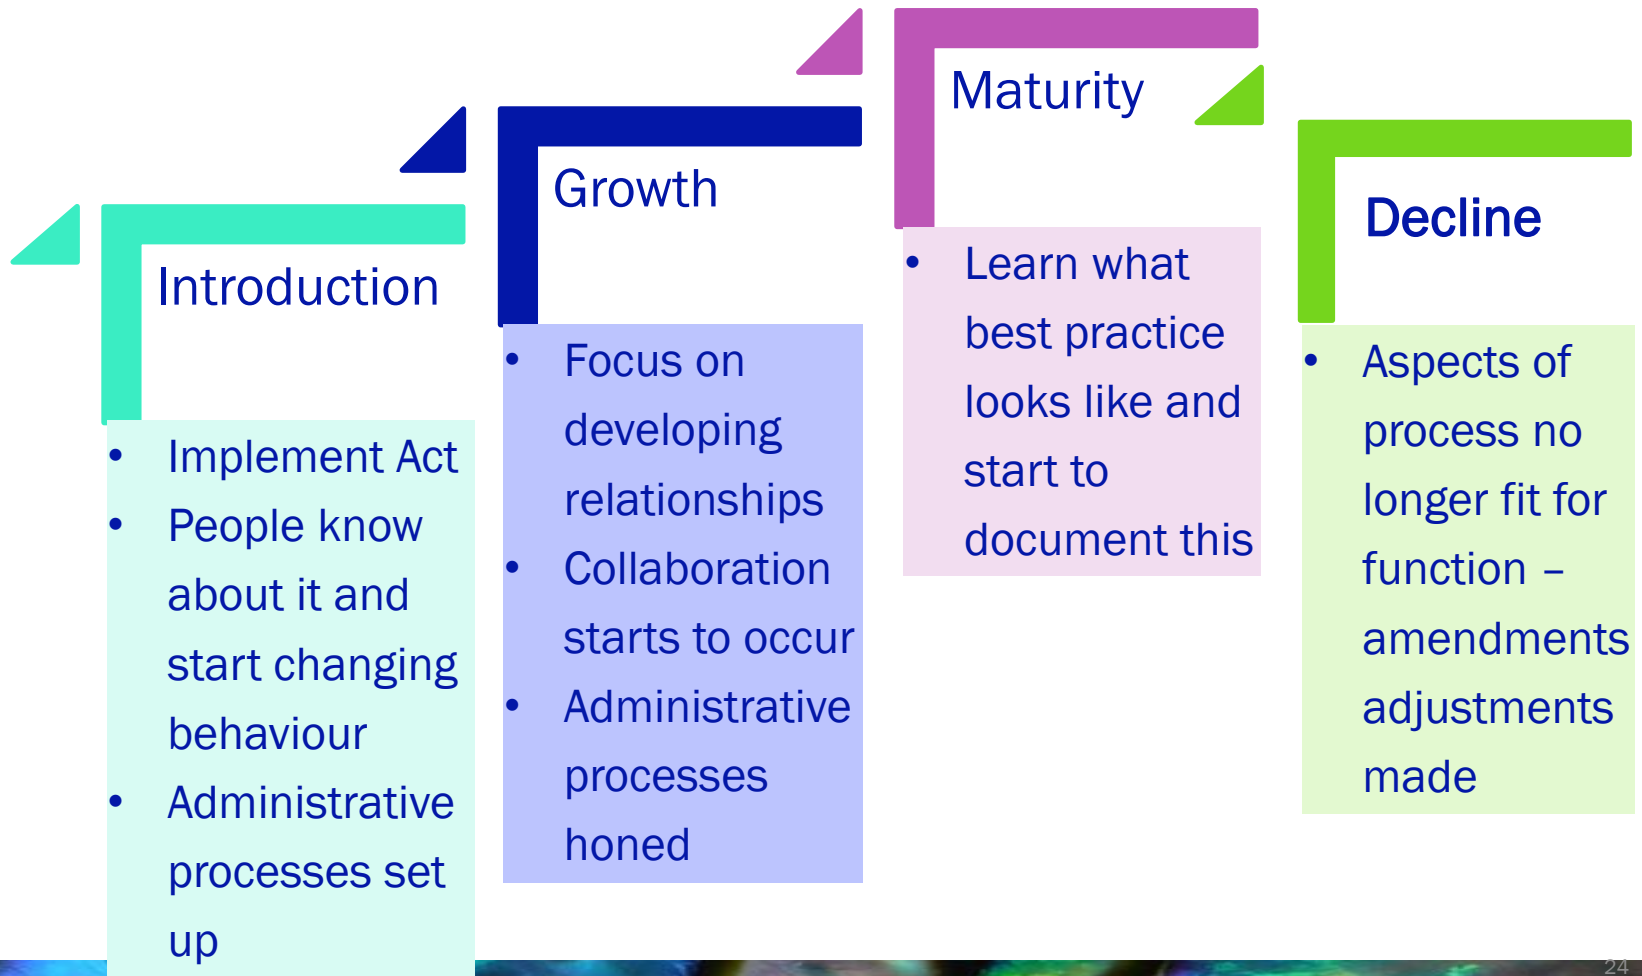 Introduction
• Implement Act
• People know
about it and
start changing
behaviour
• Administrative
processes set
up
Growth
• Focus on
developing
relationships
• Collaboration
starts to occur
• Administrative
processes
honed
Maturity
• Learn what
best practice
looks like and
start to
document this
Decline
• Aspects of
process no
longer fit for
function –
amendments
adjustments
made
24